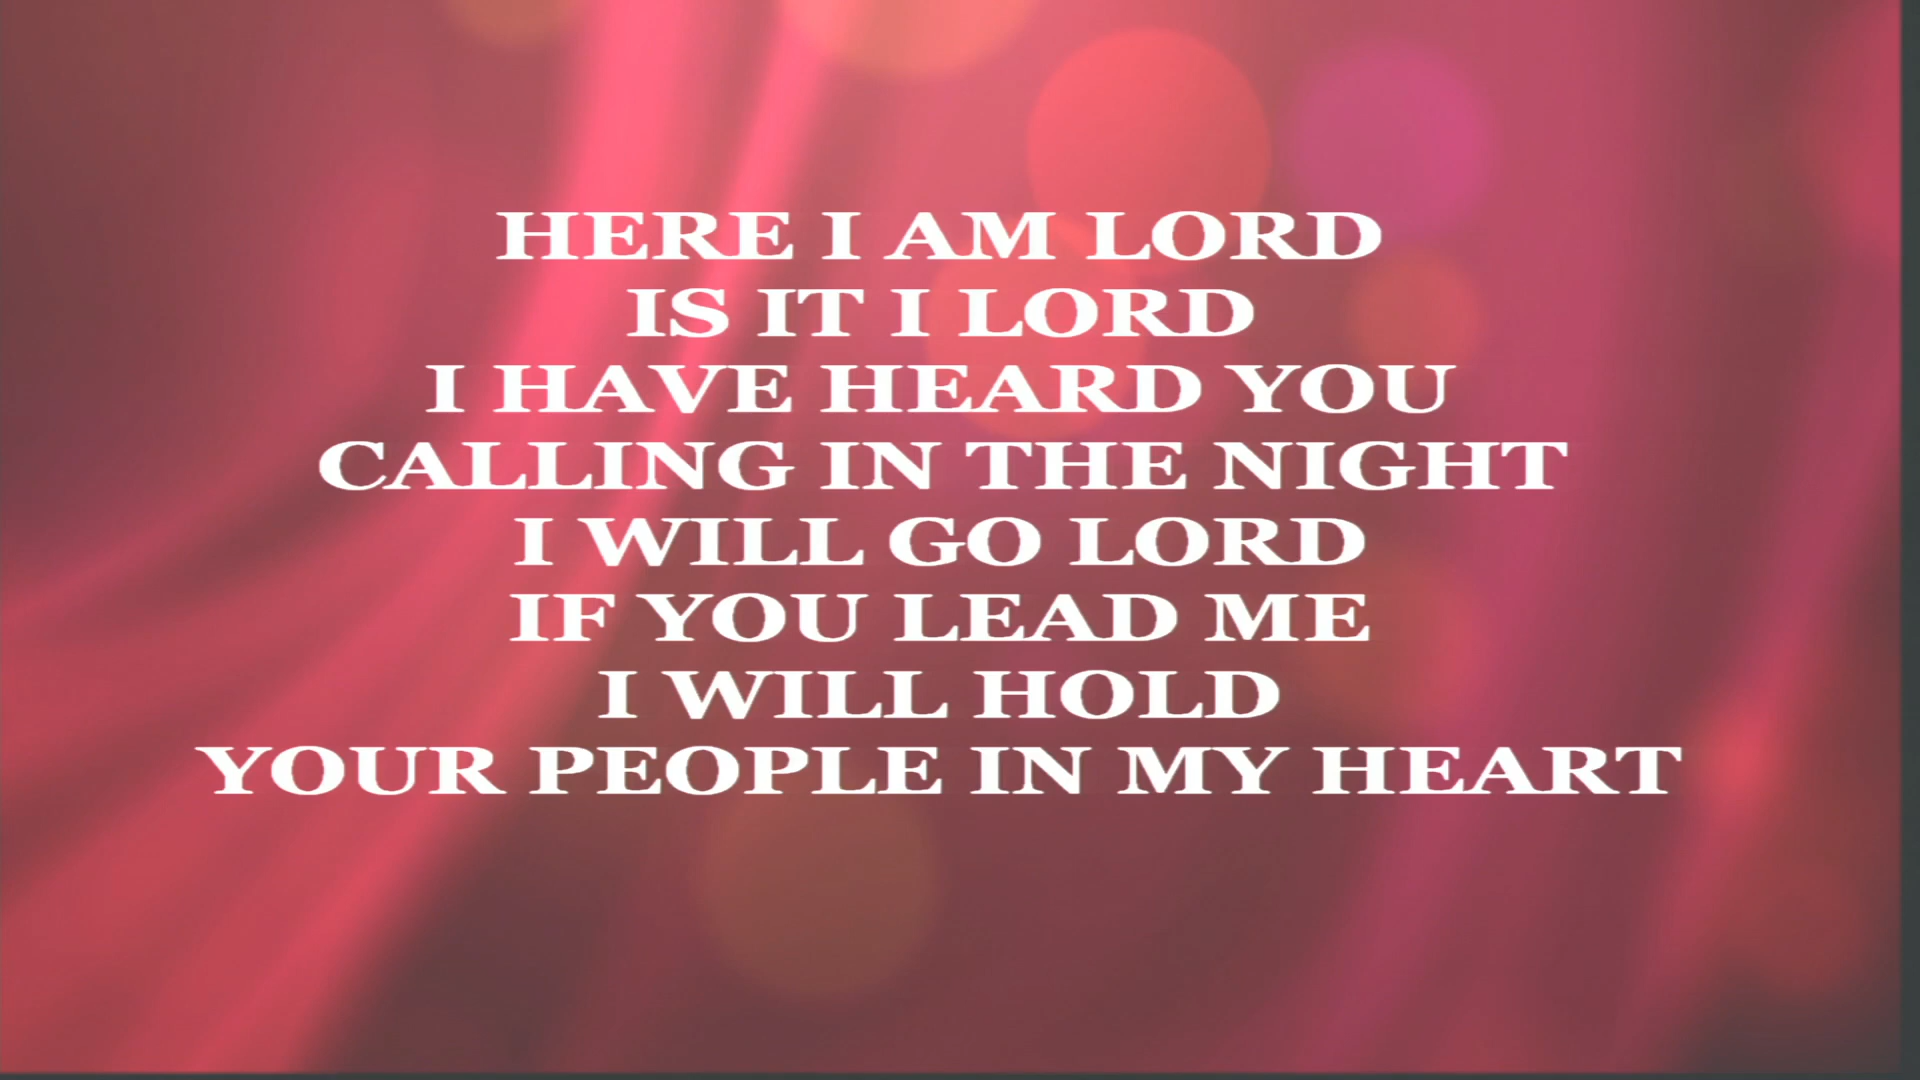 HERE I AM LORD
IS IT I LORD
I HAVE HEARD YOU
CALLING IN THE NIGHT
I WILL GO LORD
IF YOU LEAD ME
I WILL HOLD
YOUR PEOPLE IN MY HEART